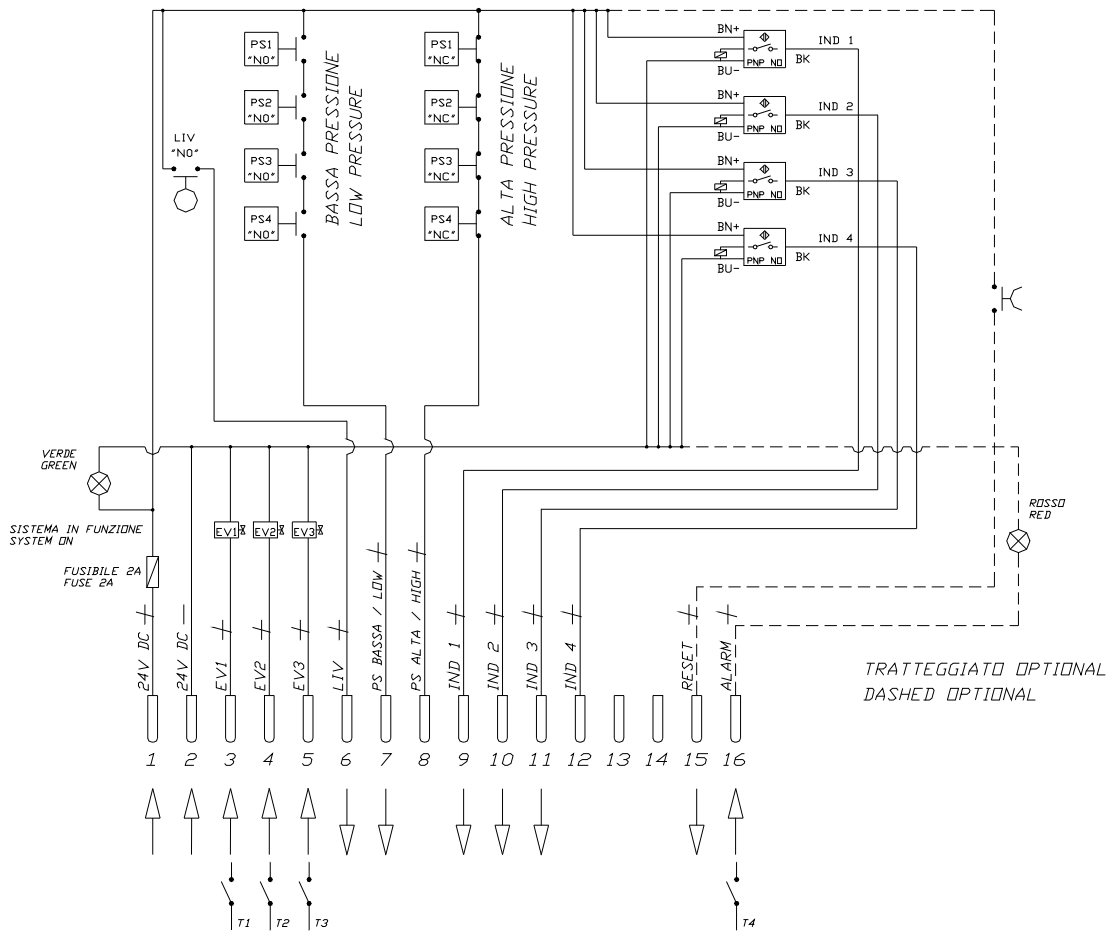 PS1
"NO"
PS2
"NO"
PS3
"NO"
PS4
"NO"
BASSA PRESSIONE
LOW PRESSURE
PS1
"NC"
PS2
"NC"
PS3
"NC"
PS4
"NC"
ALTA PRESSIONE
HIGH PRESSURE
BN+
BU-
PNP NO
IND 1
BK
BN+
BU-
PNP NO
IND 2
BK
BN+
BU-
PNP NO
IND 3
BK
BN+
BU-
PNP NO
IND 4
BK
LIV
"NO"
VERDE
GREEN
SISTEMA IN FUNZIONE
SYSTEM ON
FUSIBILE 2A
FUSE 2A
EV1
EV2
EV3
ROSSO
RED
24V DC +
24V DC -
EV1 +
EV2 +
EV3 +
LIV +
PS BASSA / LOW +
PS ALTA / HIGH +
IND 1 +
IND 2 +
IND 3 +
IND 4 +
RESET +
ALARM +
TRATTEGGIATO OPTIONAL
DASHED OPTIONAL
1 2 3 4 5 6 7 8 9 10 11 12 13 14 15 16
T1 T2 T3 T4